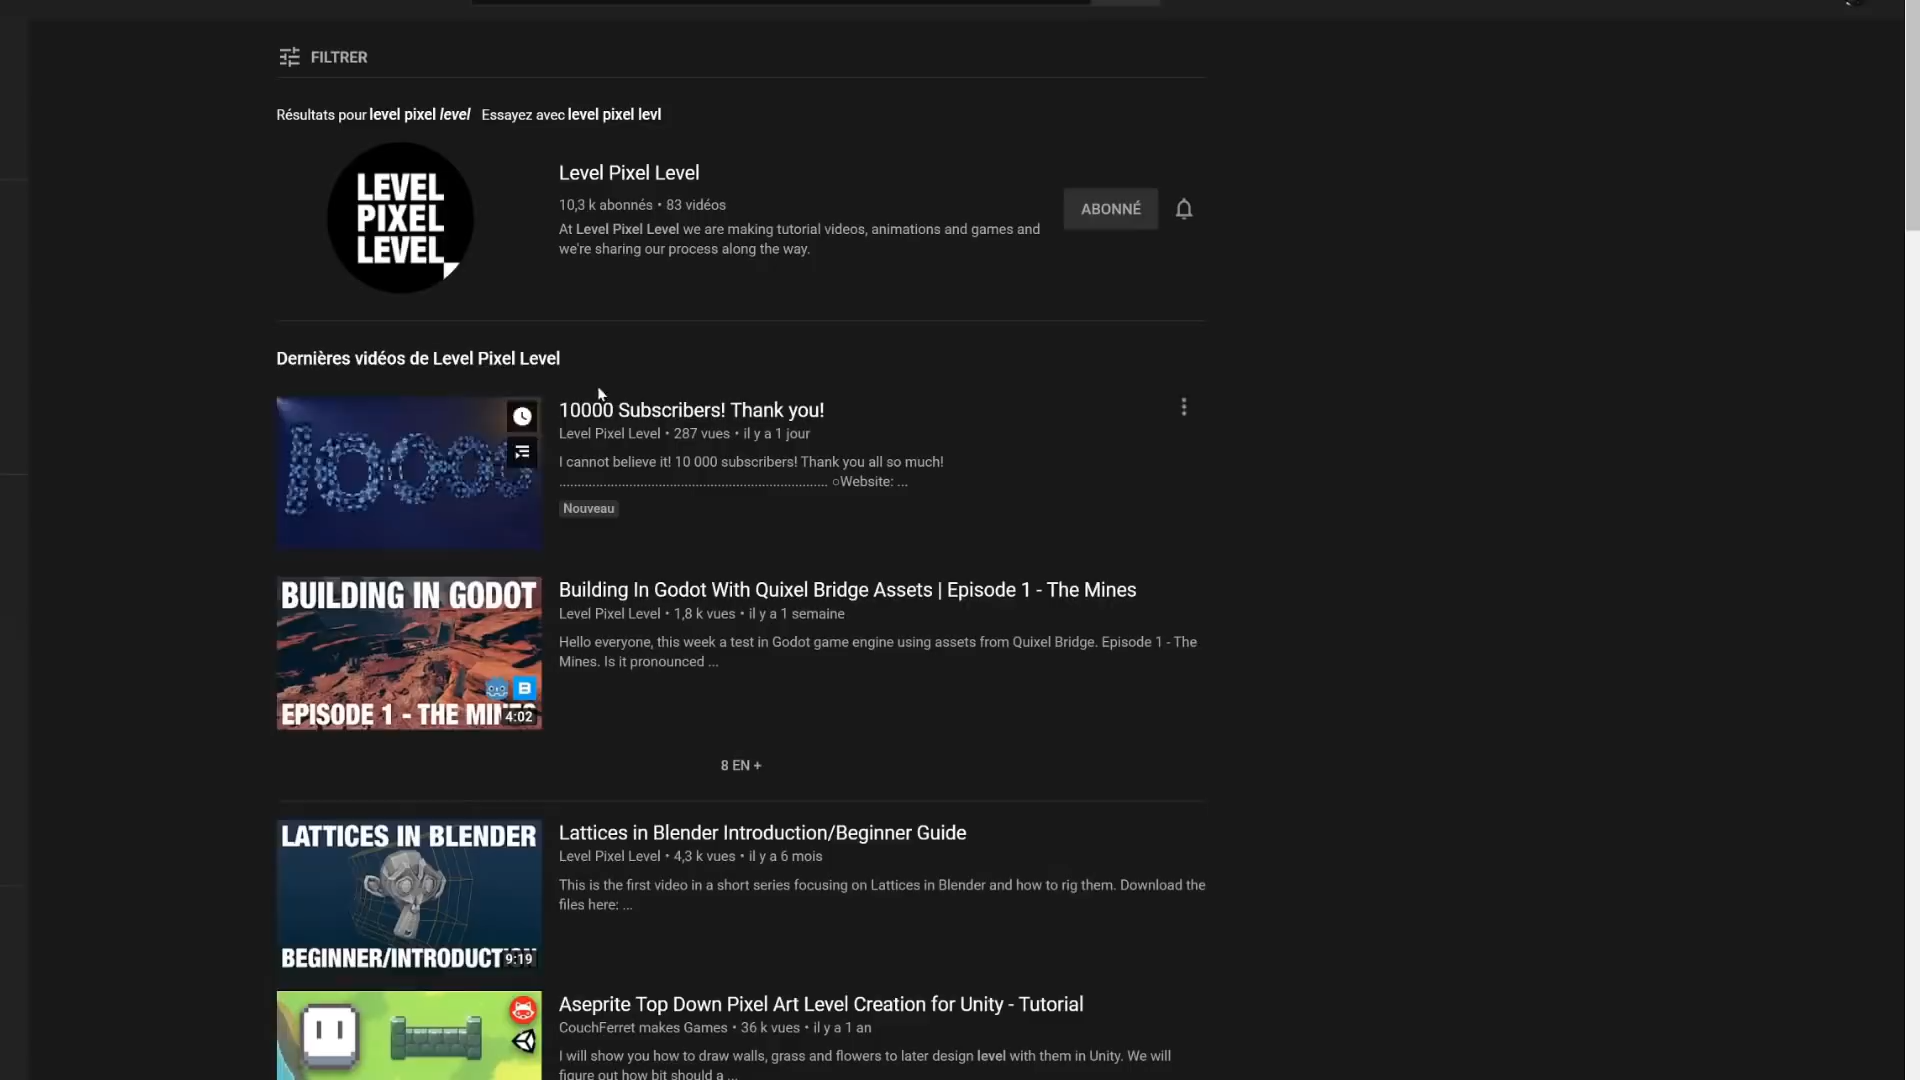 FILTRER
Résultats pour level pixel level Essayez avec level pixel levl
LEVEL
PIXEL
LEVEL
Level Pixel Level
10,3 k abonnés • 83 vidéos
At Level Pixel Level we are making tutorial videos, animations and games and
we're sharing our process along the way.
ABONNÉ
Dernières vidéos de Level Pixel Level
10000
10000 Subscribers! Thank you!
Level Pixel Level • 287 vues • il y a 1 jour
I cannot believe it! 10 000 subscribers! Thank you all so much!
.......................................................................... ○Website: ...
Nouveau
BUILDING IN GODOT
EPISODE 1 - THE MINES
4:02
Building In Godot With Quixel Bridge Assets | Episode 1 - The Mines
Level Pixel Level • 1,8 k vues • il y a 1 semaine
Hello everyone, this week a test in Godot game engine using assets from Quixel Bridge. Episode 1 - The
Mines. Is it pronounced ...
8 EN +
LATTICES IN BLENDER
BEGINNER/INTRODUCTION
9:19
Lattices in Blender Introduction/Beginner Guide
Level Pixel Level • 4,3 k vues • il y a 6 mois
This is the first video in a short series focusing on Lattices in Blender and how to rig them. Download the
files here: ...
Aseprite Top Down Pixel Art Level Creation for Unity - Tutorial
CouchFerret makes Games • 36 k vues • il y a 1 an
I will show you how to draw walls, grass and flowers to later design level with them in Unity. We will
figure out how bit should a ...